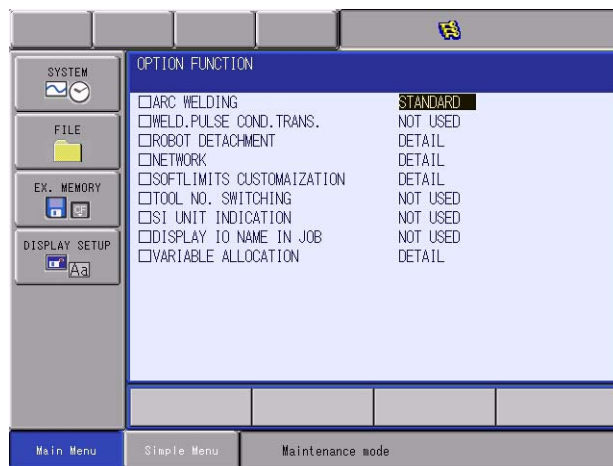 SYSTEM
FILE
EX. MEMORY
CF
DISPLAY SETUP
Aa
OPTION FUNCTION
□ARC WELDING STANDARD
□WELD.PULSE COND.TRANS. NOT USED
□ROBOT DETACHMENT DETAIL
□NETWORK DETAIL
□SOFTLIMITS CUSTOMAIZATION DETAIL
□TOOL NO. SWITCHING NOT USED
□SI UNIT INDICATION NOT USED
□DISPLAY IO NAME IN JOB NOT USED
□VARIABLE ALLOCATION DETAIL
Main Menu
Simple Menu
Maintenance mode